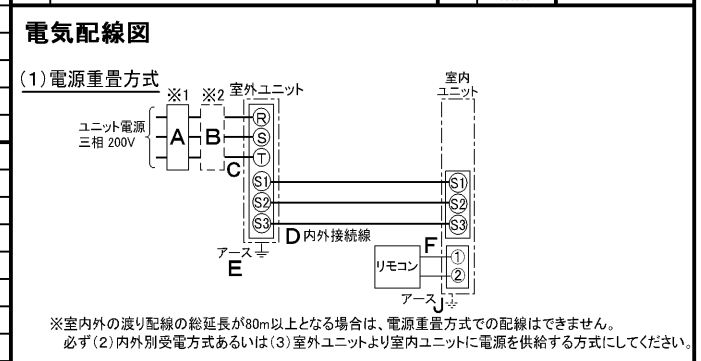 電気配線図
(1)電源重畳方式
※1 ※2 室外ユニット
室内
ユニット
ユニット電源
三相 200V
A
B
C
R
S
T
S1
S2
S3
S1
S2
S3
D 内外接続線
アース
E
リモコン
F
①
②
アース
J
※室内外の渡り配線の総延長が80m以上となる場合は、電源重畳方式での配線はできません。
必ず(2)内外別受電方式あるいは(3)室外ユニットより室内ユニットに電源を供給する方式にしてください。